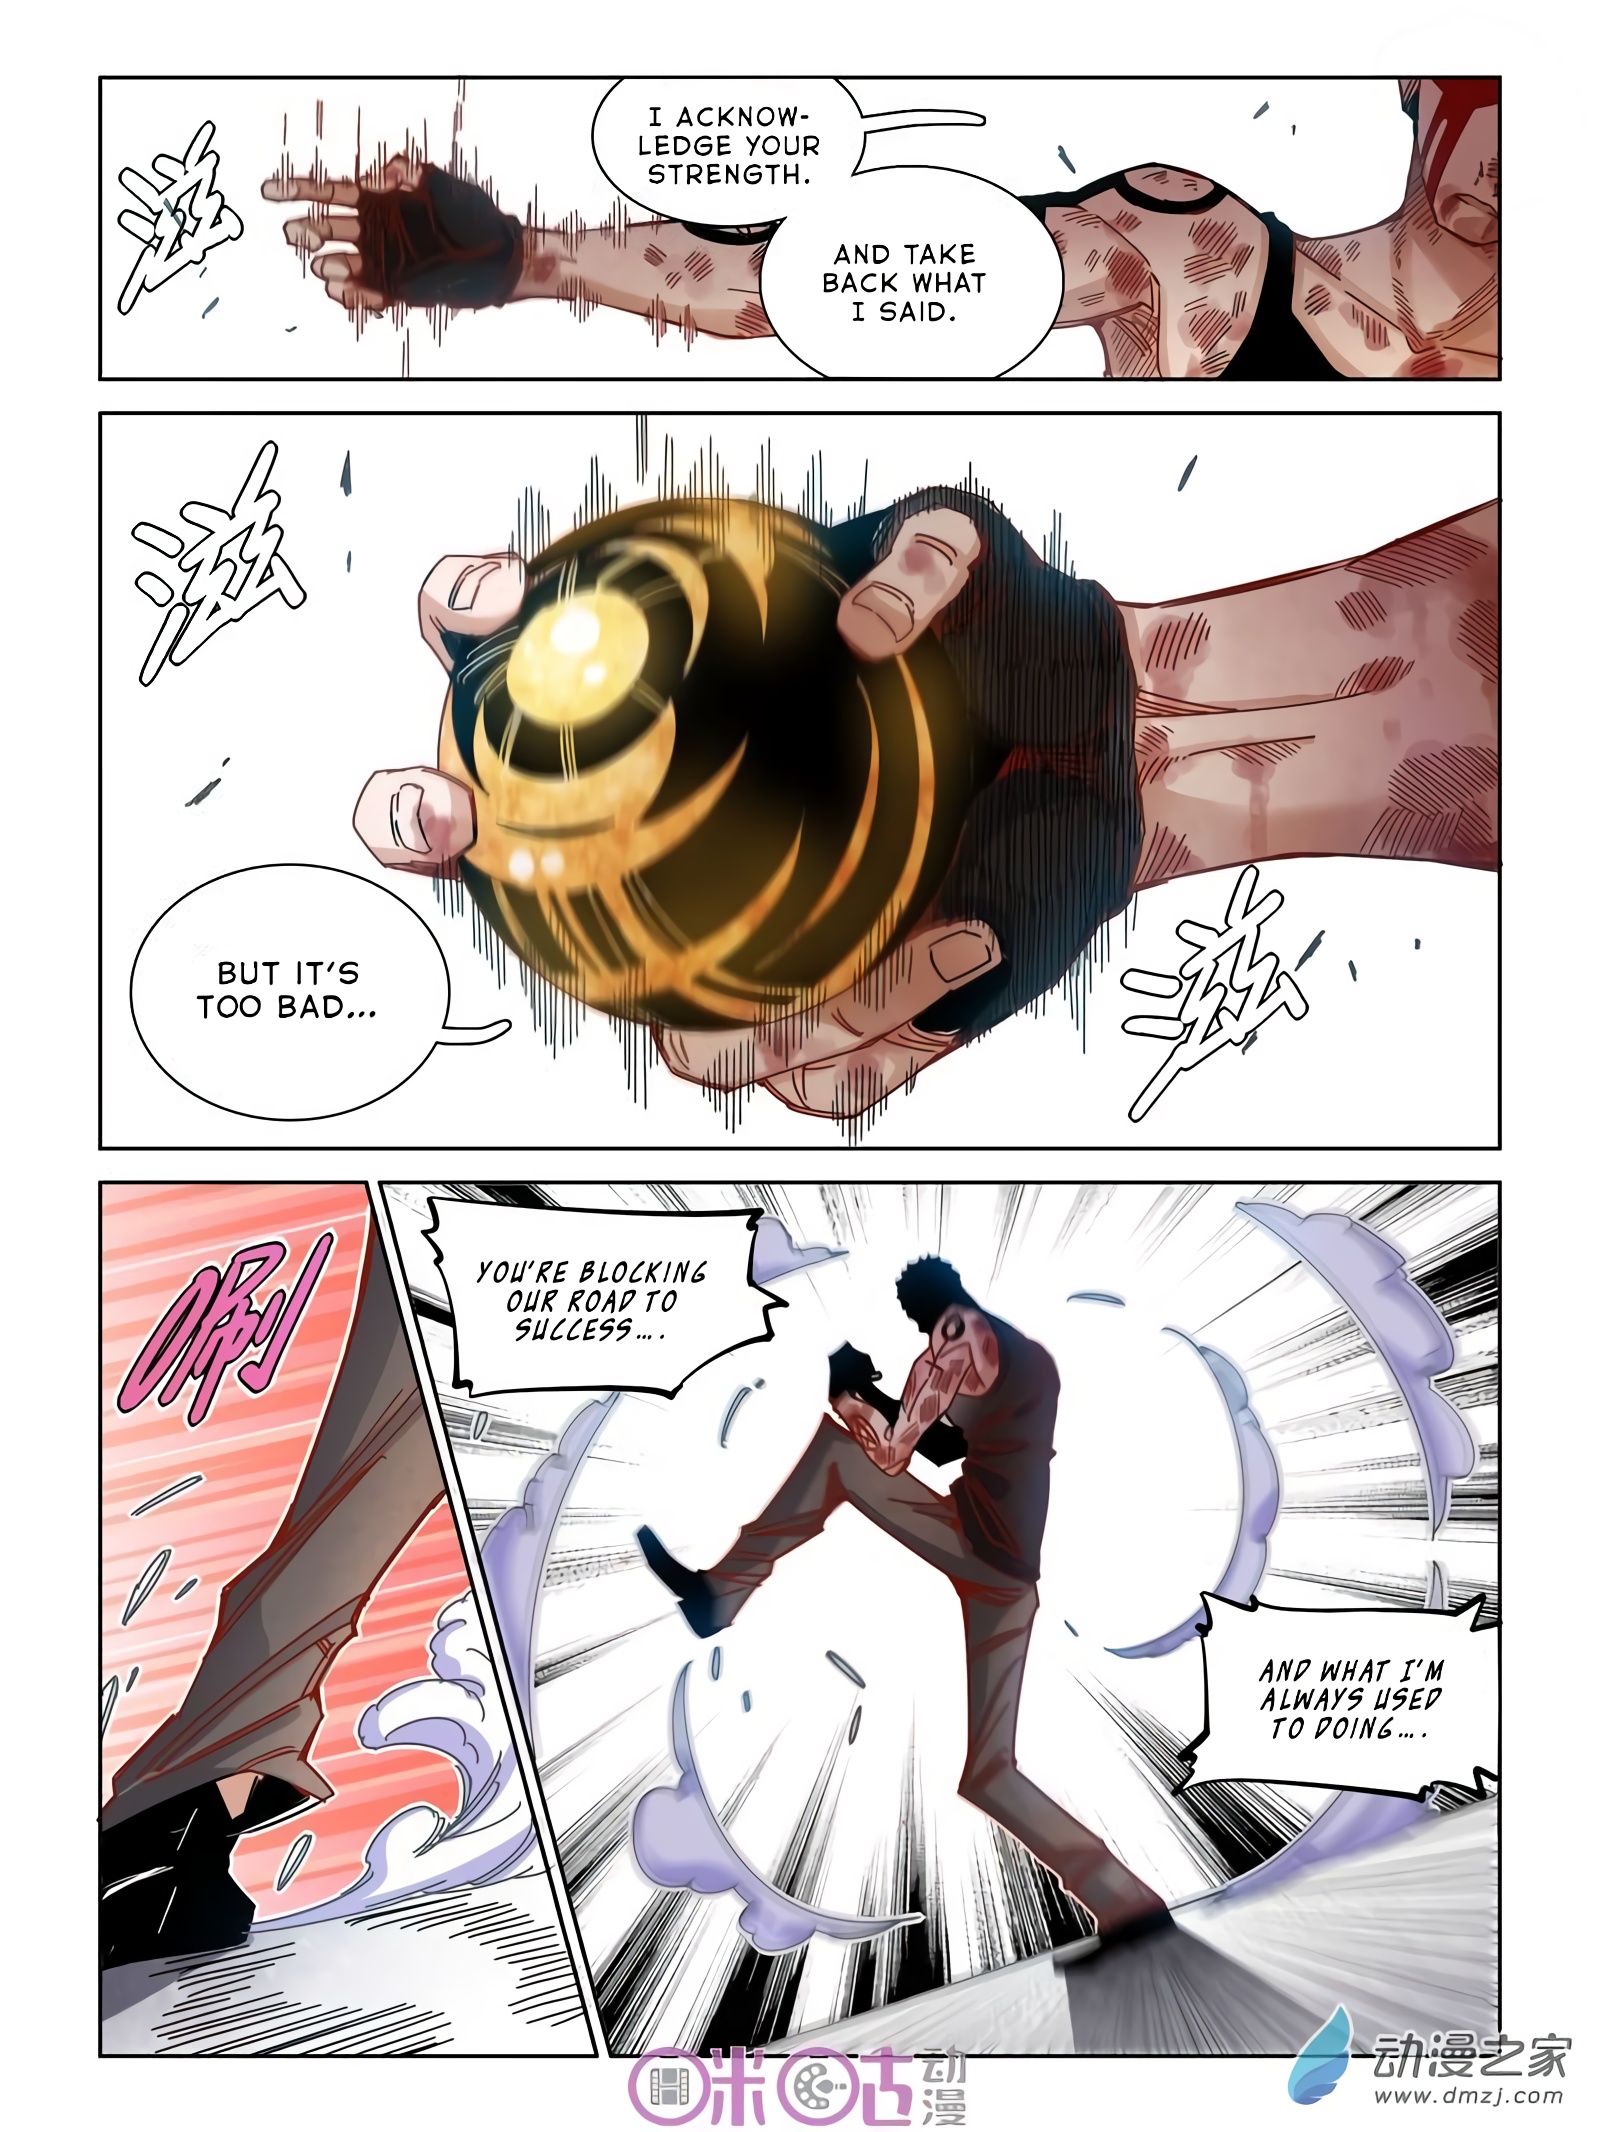 滋
I ACKNOW-
LEDGE YOUR
STRENGTH.
AND TAKE
BACK WHAT
I SAID.
滋
BUT IT'S
TOO BAD...
滋
唰
YOU'RE BLOCKING
OUR ROAD TO
SUCCESS....
AND WHAT I'M
ALWAYS USED
TO DOING....
咪咕动漫
动漫之家
www.dmzj.com